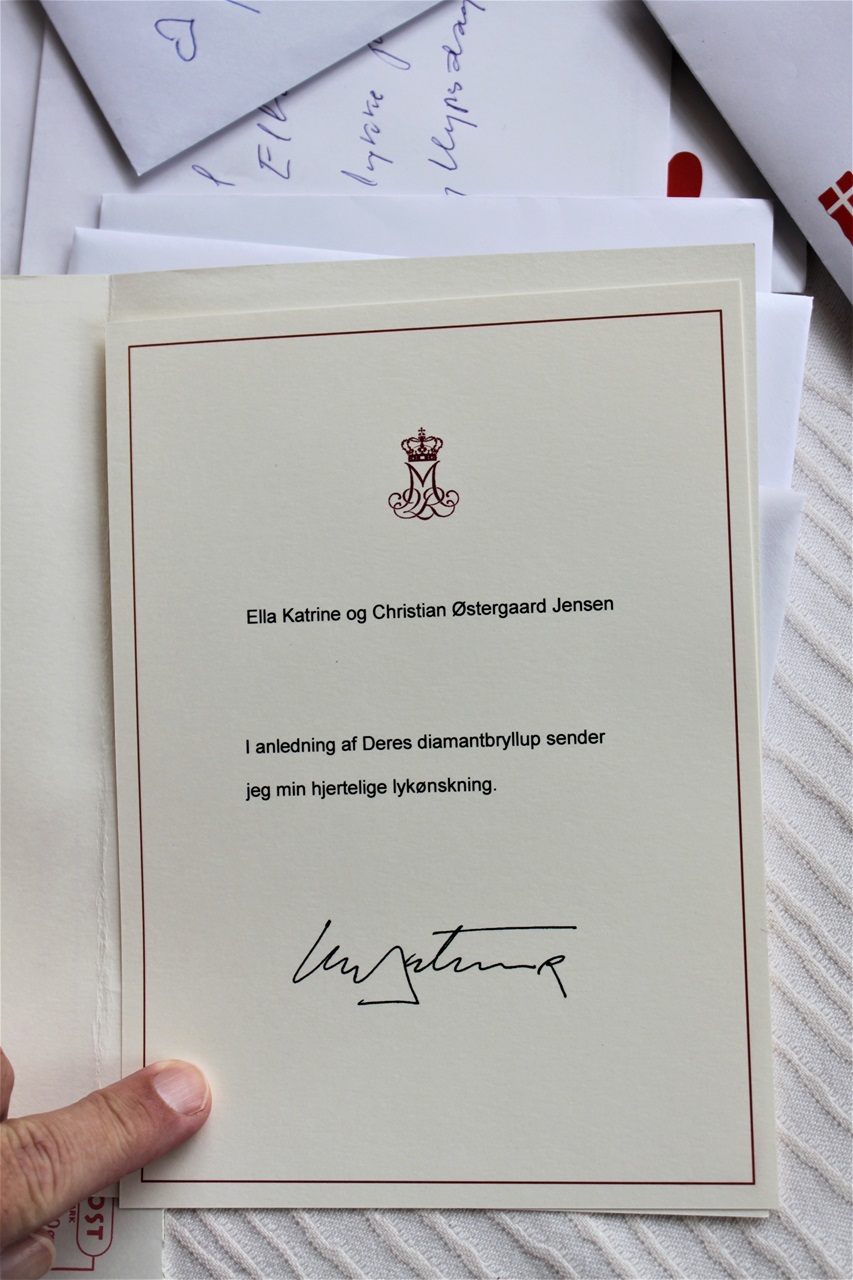 Ella Katrine og Christian Østergaard Jensen
I anledning af Deres diamantbryllup sender
jeg min hjertelige lykønskning.